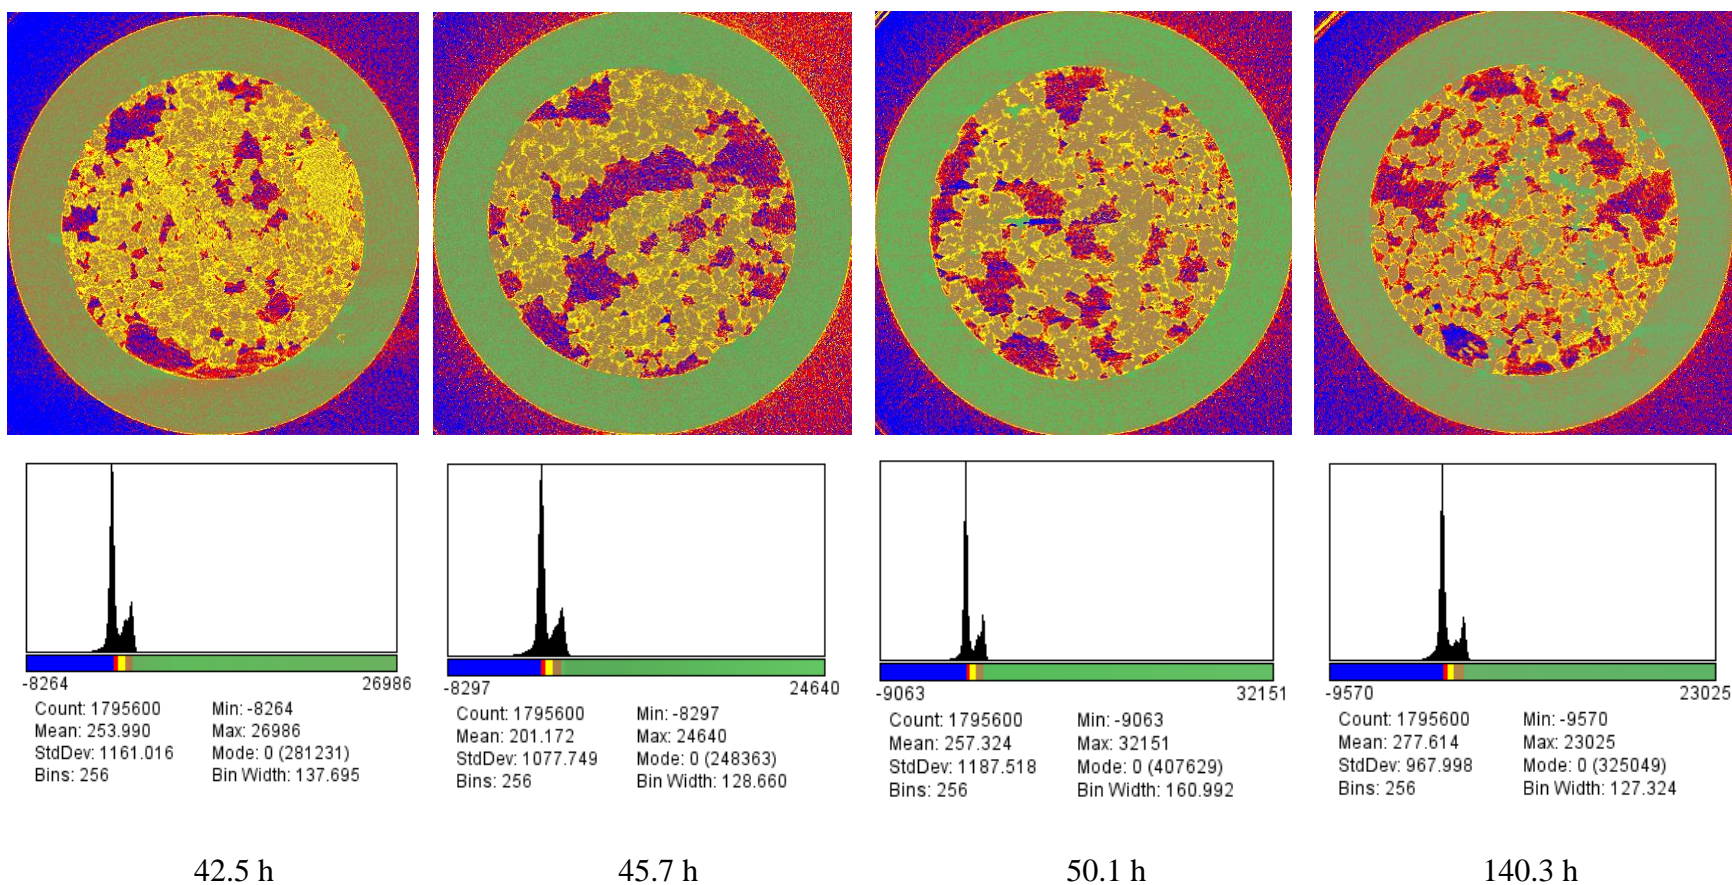 -8264 26986
Count: 1795600 Min: -8264
Mean: 253.990 Max: 26986
StdDev: 1161.016 Mode: 0 (281231)
Bins: 256 Bin Width: 137.695
42.5 h
-8297 24640
Count: 1795600 Min: -8297
Mean: 201.172 Max: 24640
StdDev: 1077.749 Mode: 0 (248363)
Bins: 256 Bin Width: 128.660
45.7 h
-9063 32151
Count: 1795600 Min: -9063
Mean: 257.324 Max: 32151
StdDev: 1187.518 Mode: 0 (407629)
Bins: 256 Bin Width: 160.992
50.1 h
-9570 23025
Count: 1795600 Min: -9570
Mean: 277.614 Max: 23025
StdDev: 967.998 Mode: 0 (325049)
Bins: 256 Bin Width: 127.324
140.3 h